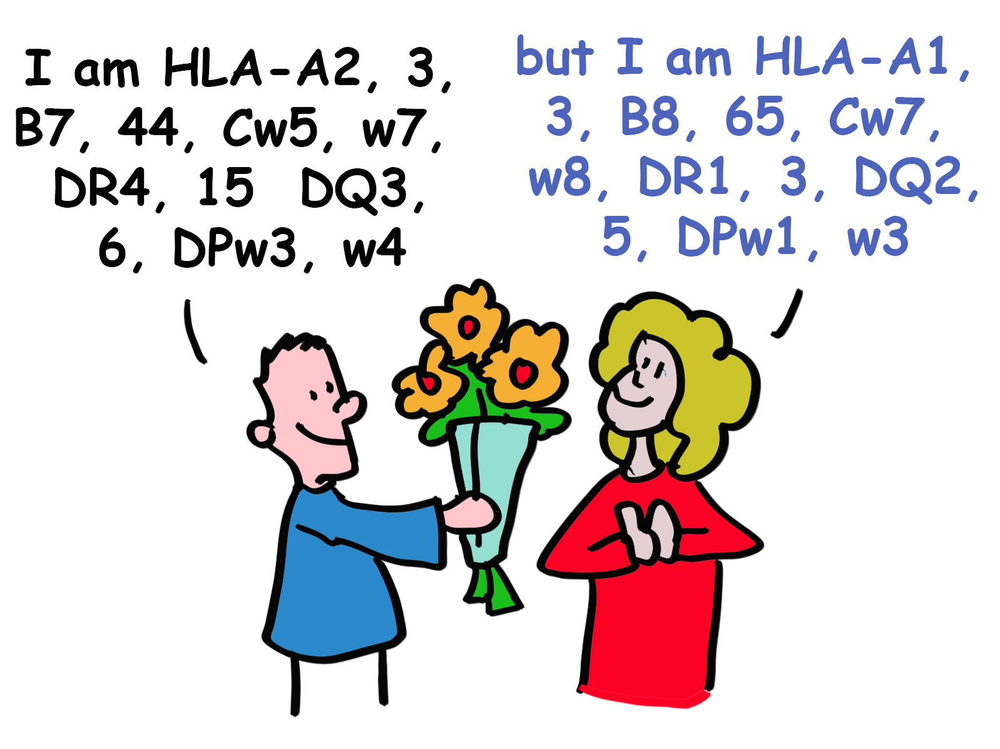 I am HLA-A2, 3,
B7, 44, Cw5, w7,
DR4, 15 DQ3,
6, DPw3, w4
but I am HLA-A1,
3, B8, 65, Cw7,
w8, DR1, 3, DQ2,
5, DPw1, w3